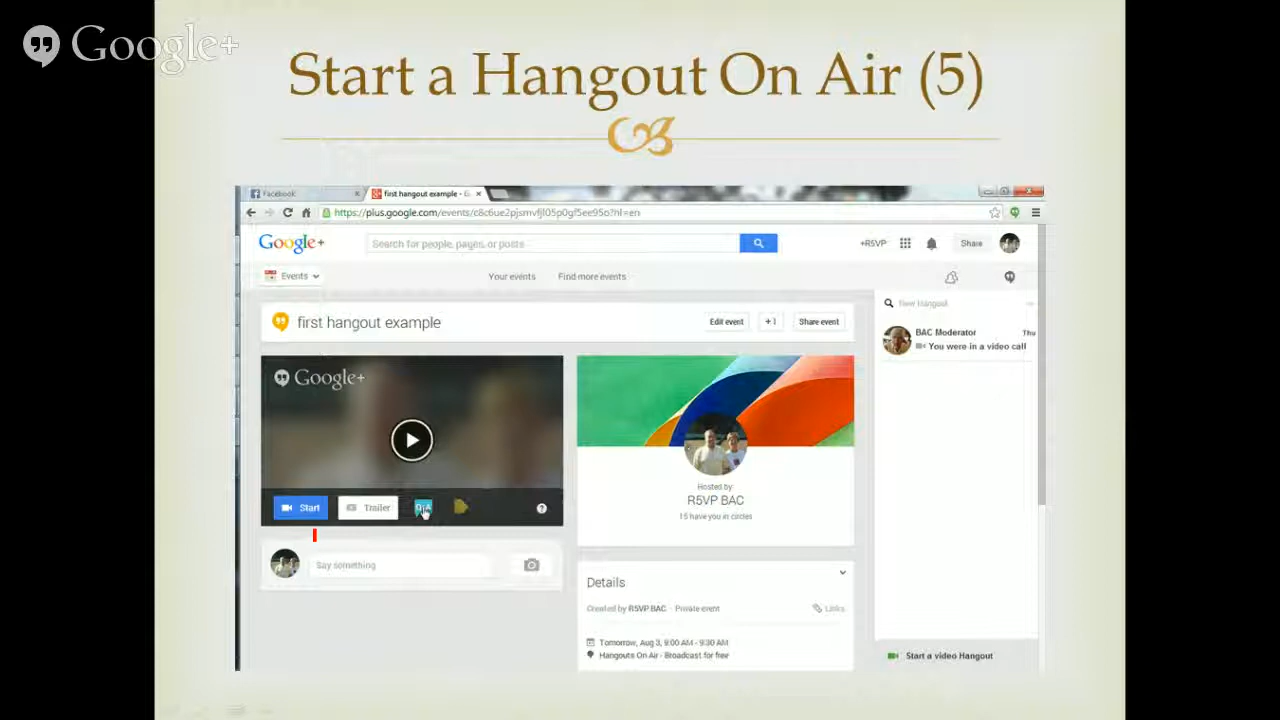 Google+
Start a Hangout On Air (5)
Facebook
first hangout example - G
https://plus.google.com/events/c8c6ue2pjsmvfjl05p0gf5ee95o?hl=en
Google+
Search for people, pages, or posts
+R5VP
Share
Events
Your events
Find more events
New Hangout
first hangout example
Edit event
+1
Share event
BAC Moderator
Thu
You were in a video call
Google+
Start
Trailer
?
Hosted by
R5VP BAC
15 have you in circles
Say something
Details
Created by R5VP BAC · Private event
Links
Tomorrow, Aug 3, 9:00 AM - 9:30 AM
Hangouts On Air - Broadcast for free
Start a video Hangout